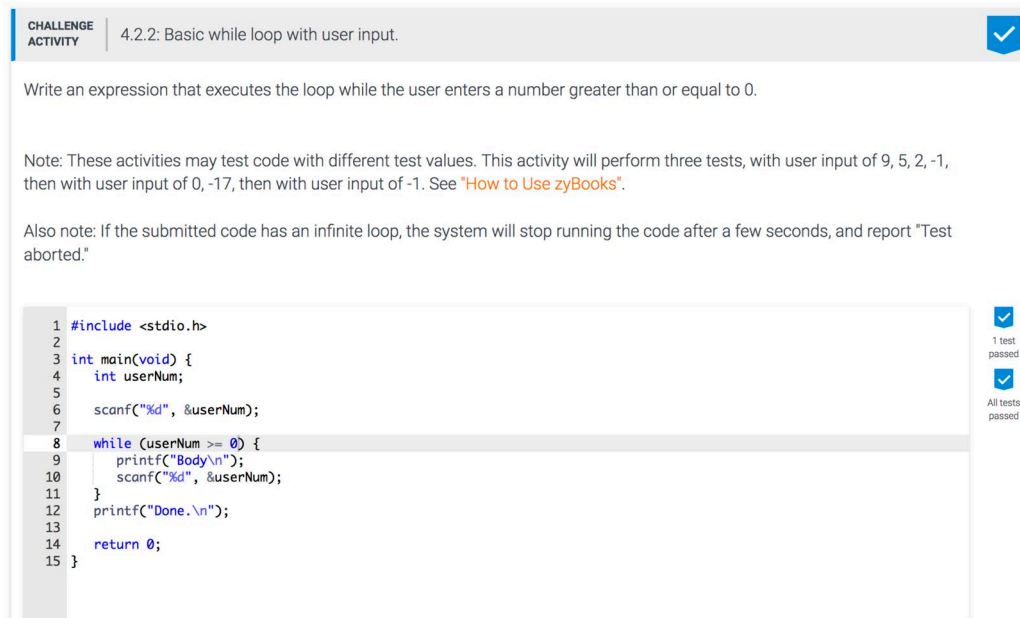 CHALLENGE
ACTIVITY
4.2.2: Basic while loop with user input.
Write an expression that executes the loop while the user enters a number greater than or equal to 0.
Note: These activities may test code with different test values. This activity will perform three tests, with user input of 9, 5, 2, -1,
then with user input of 0, -17, then with user input of -1. See "How to Use zyBooks".
Also note: If the submitted code has an infinite loop, the system will stop running the code after a few seconds, and report "Test
aborted."
1 #include <stdio.h>
2
3 int main(void) {
4    int userNum;
5
6    scanf("%d", &userNum);
7
8    while (userNum >= 0) {
9       printf("Body\n");
10       scanf("%d", &userNum);
11    }
12    printf("Done.\n");
13
14    return 0;
15 }
1 test
passed
All tests
passed